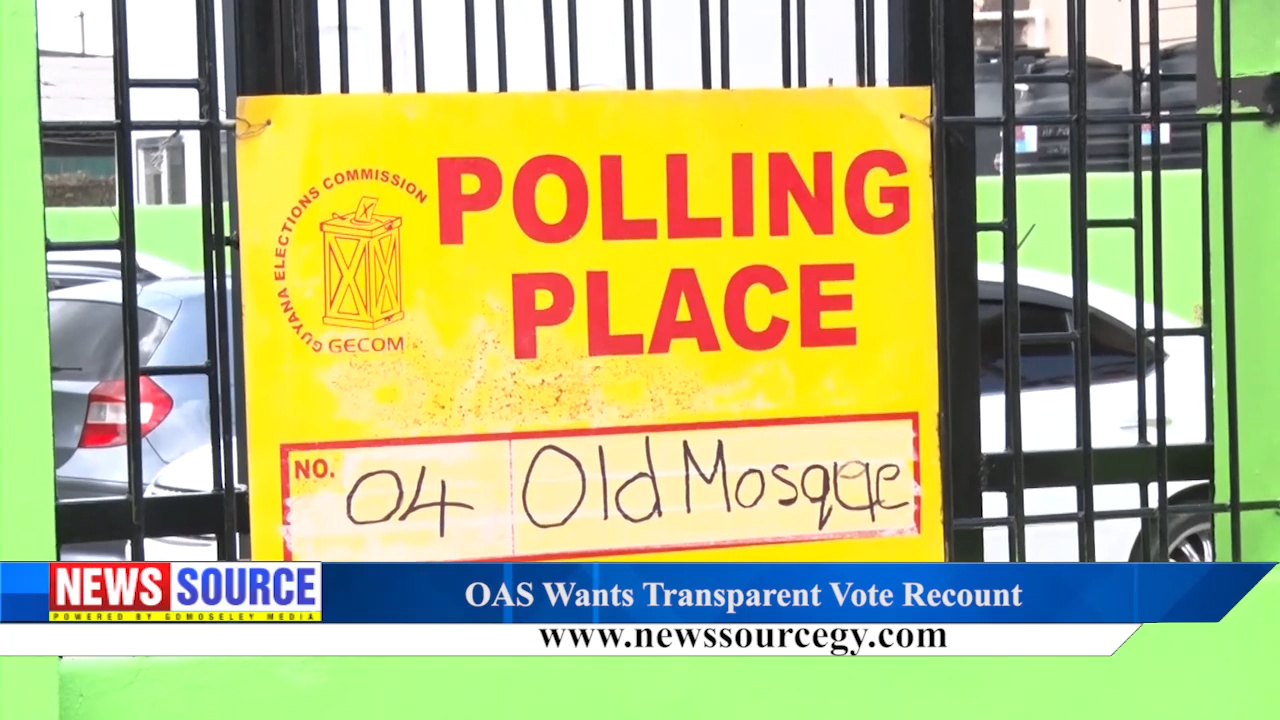 GUYANA ELECTIONS COMMISSION
GECOM
POLLING
PLACE
NO. 04 Old Mosque
NEWS SOURCE
POWERED BY GDMOSELEY MEDIA
OAS Wants Transparent Vote Recount
www.newssourcegy.com